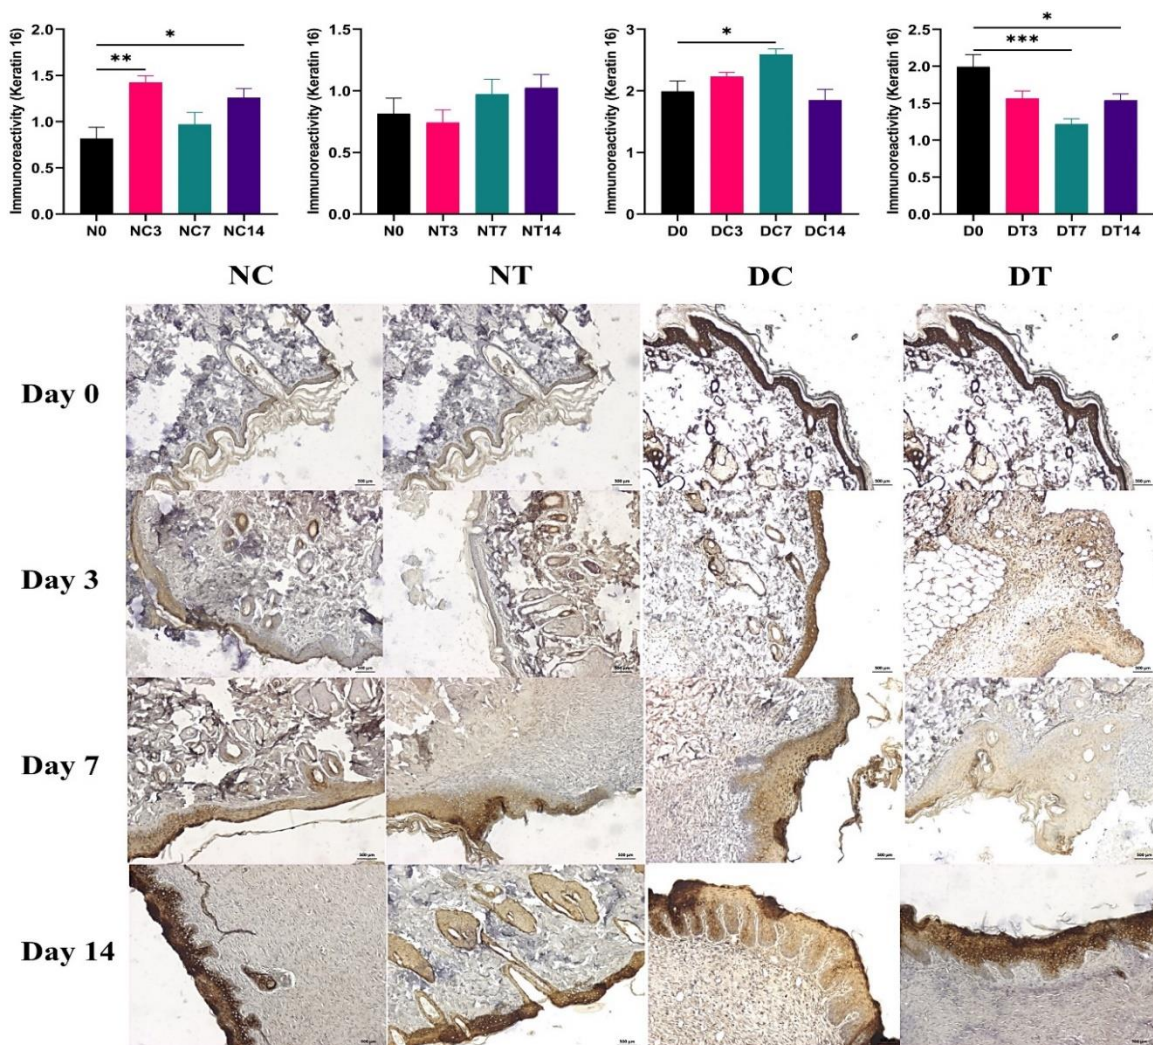 ** *
Immunoreactivity (Keratin 16)
2.0
1.5
1.0
0.5
0.0
N0 NC3 NC7 NC14
Immunoreactivity (Keratin 16)
1.5
1.0
0.5
0.0
N0 NT3 NT7 NT14
*
Immunoreactivity (Keratin 16)
3
2
1
0
D0 DC3 DC7 DC14
*
***
Immunoreactivity (Keratin 16)
2.5
2.0
1.5
1.0
0.5
0.0
D0 DT3 DT7 DT14
NC NT DC DT
Day 0
Day 3
Day 7
Day 14